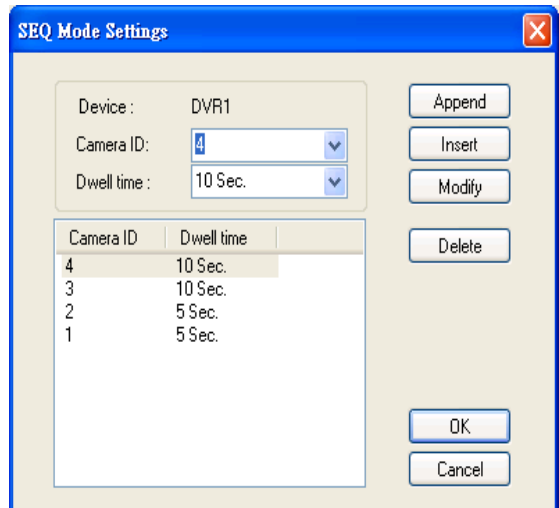 SEQ Mode Settings
Device : DVR1
Camera ID: 4
Dwell time : 10 Sec.
Append
Insert
Modify
Delete
Camera ID Dwell time
4 10 Sec.
3 10 Sec.
2 5 Sec.
1 5 Sec.
OK
Cancel